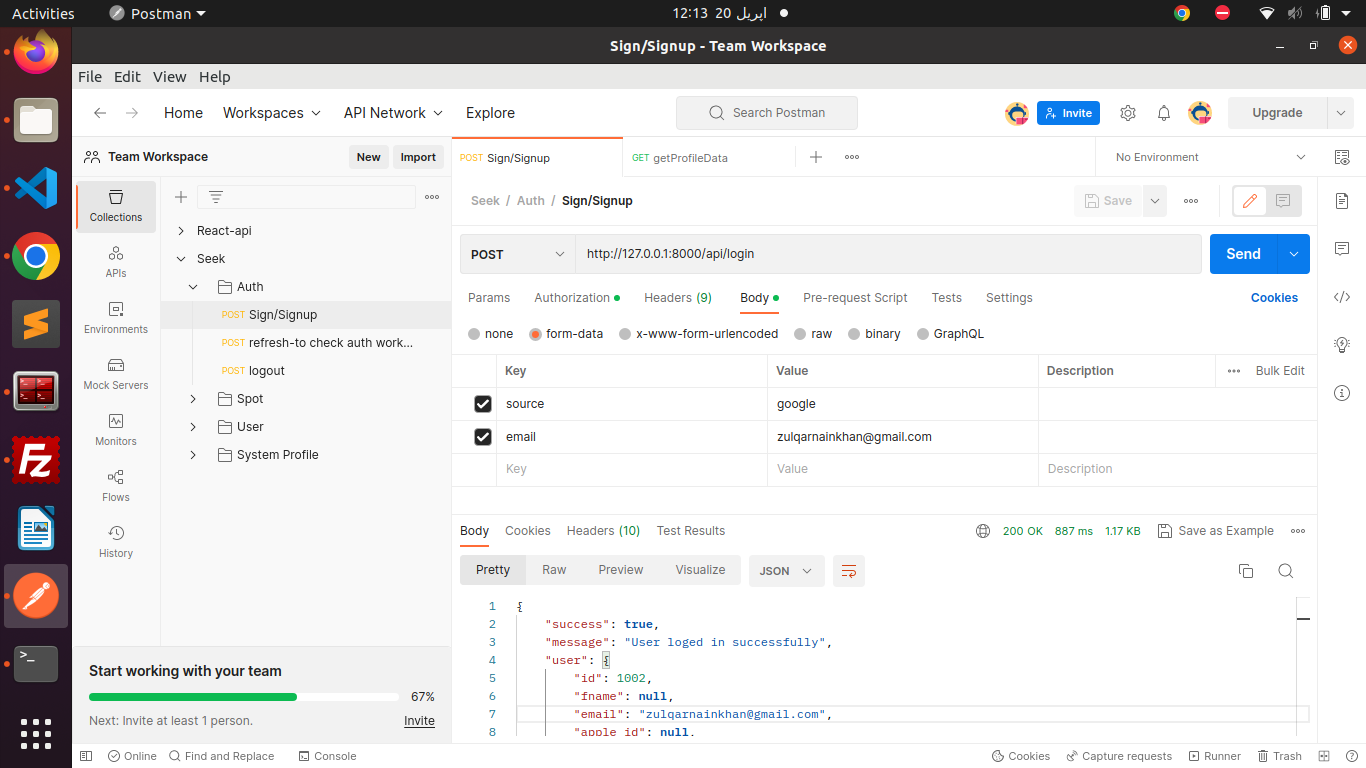 Activities Postman 12:13 20 اپریل
Sign/Signup - Team Workspace
File Edit View Help
Home Workspaces API Network Explore Search Postman Invite Upgrade
Team Workspace New Import
POST Sign/Signup GET getProfileData No Environment
Collections
APIs
Environments
Mock Servers
Monitors
Flows
History
React-api
Seek
Auth
POST Sign/Signup
POST refresh-to check auth work...
POST logout
Spot
User
System Profile
Start working with your team
67%
Next: Invite at least 1 person. Invite
Seek / Auth / Sign/Signup Save
POST http://127.0.0.1:8000/api/login Send
Params Authorization Headers (9) Body Pre-request Script Tests Settings Cookies
none form-data x-www-form-urlencoded raw binary GraphQL
Key Value Description Bulk Edit
source google
email zulqarnainkhan@gmail.com
Key Value Description
Body Cookies Headers (10) Test Results 200 OK 887 ms 1.17 KB Save as Example
Pretty Raw Preview Visualize JSON
1 {
2 "success": true,
3 "message": "User loged in successfully",
4 "user": {
5 "id": 1002,
6 "fname": null,
7 "email": "zulqarnainkhan@gmail.com",
8 "apple_id": null,
Online Find and Replace Console Cookies Capture requests Runner Trash